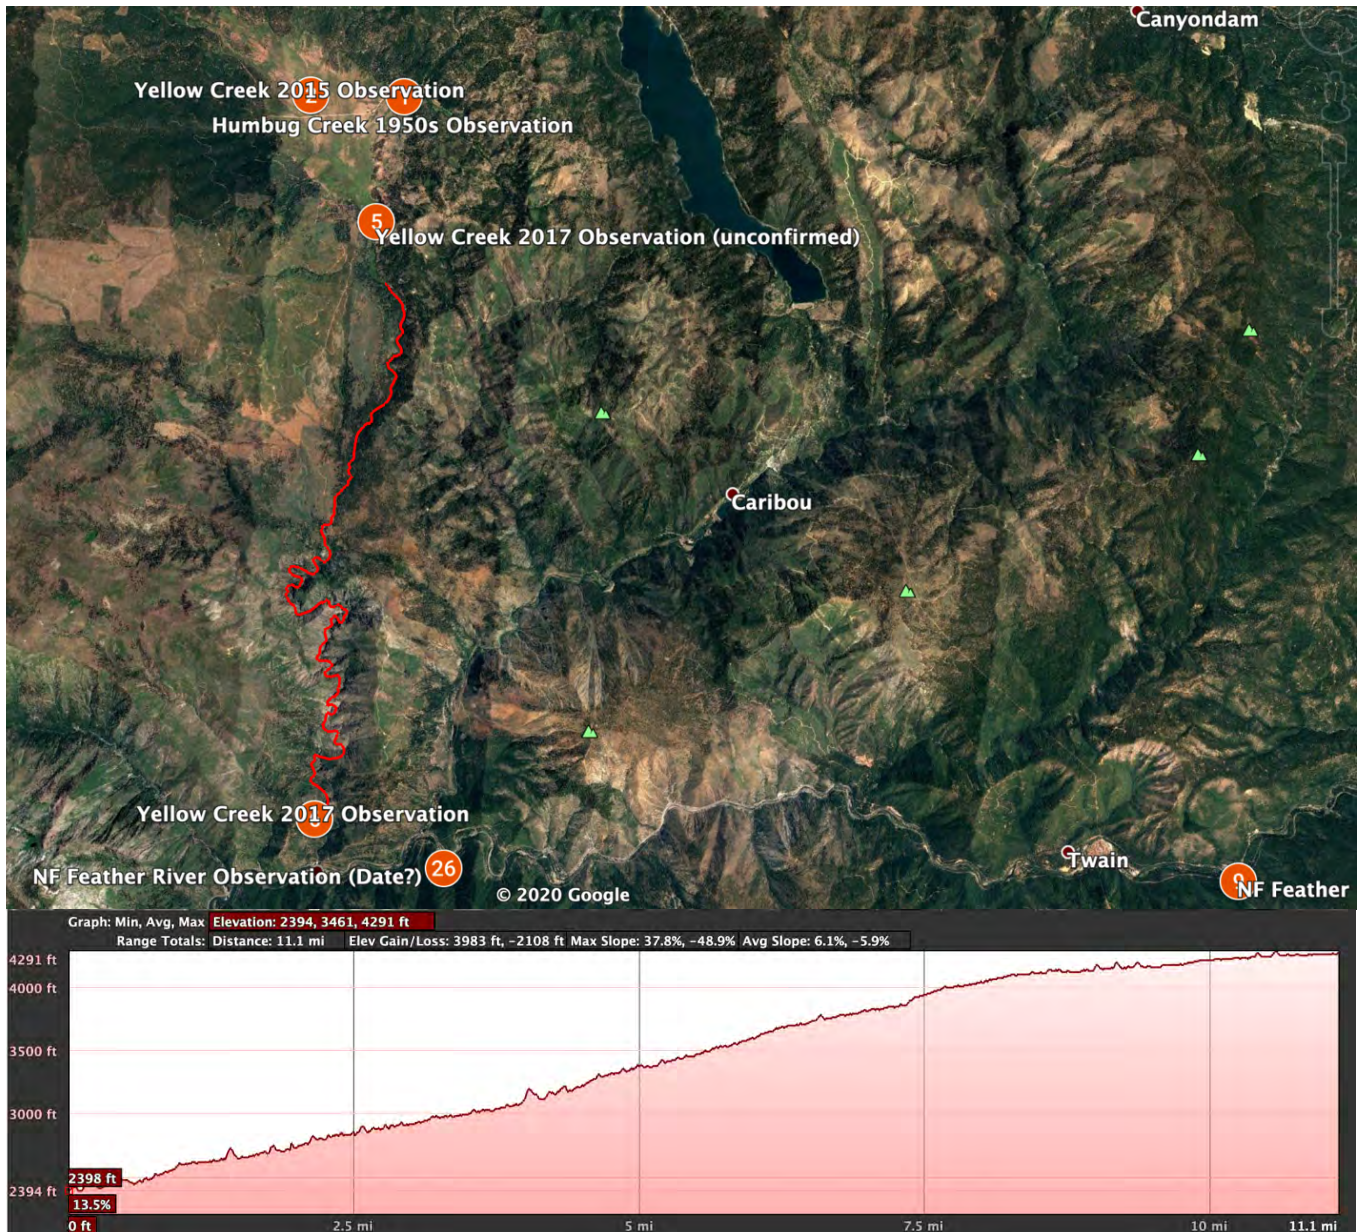 Canyondam
Yellow Creek 2015 Observation
2
1
Humbug Creek 1950s Observation
5
Yellow Creek 2017 Observation (unconfirmed)
Caribou
Yellow Creek 2017 Observation
NF Feather River Observation (Date?)
26
Twain
9
NF Feather
© 2020 Google
Graph: Min, Avg, Max Elevation: 2394, 3461, 4291 ft
Range Totals: Distance: 11.1 mi Elev Gain/Loss: 3983 ft, -2108 ft Max Slope: 37.8%, -48.9% Avg Slope: 6.1%, -5.9%
4291 ft
4000 ft
3500 ft
3000 ft
2398 ft
2394 ft
13.5%
0 ft 2.5 mi 5 mi 7.5 mi 10 mi 11.1 mi